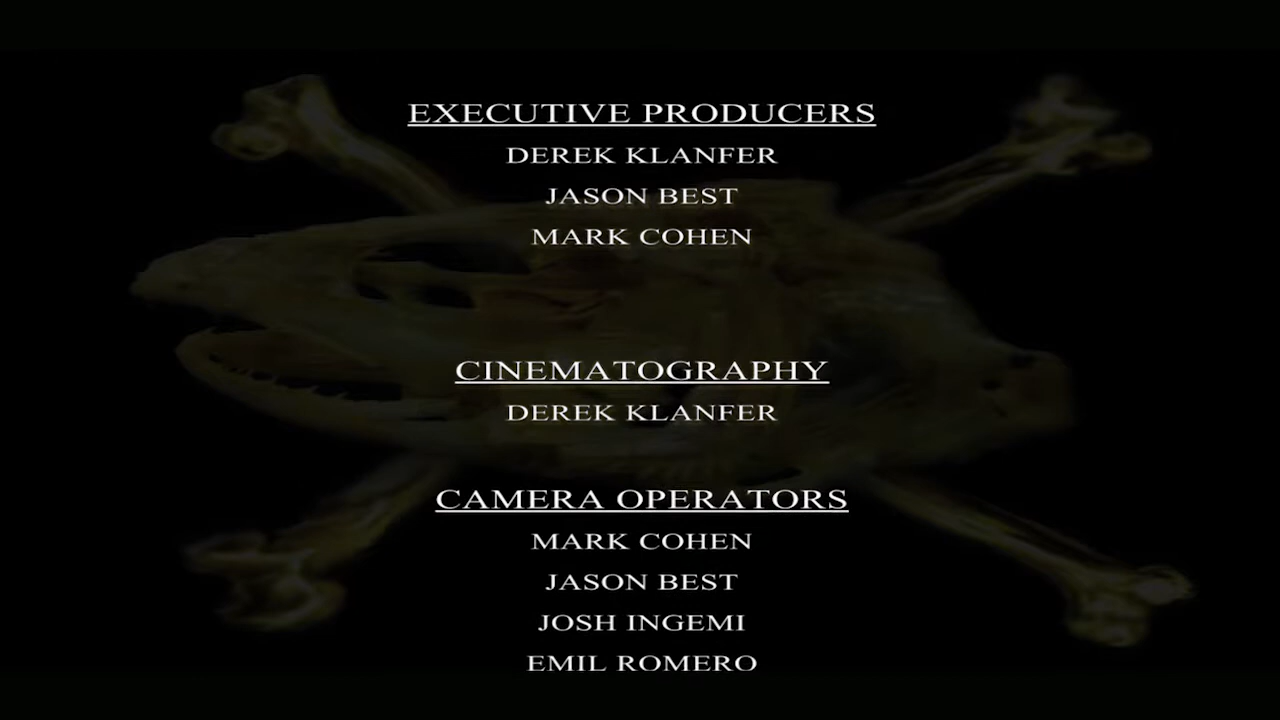 EXECUTIVE PRODUCERS
DEREK KLANFER
JASON BEST
MARK COHEN
CINEMATOGRAPHY
DEREK KLANFER
CAMERA OPERATORS
MARK COHEN
JASON BEST
JOSH INGEMI
EMIL ROMERO